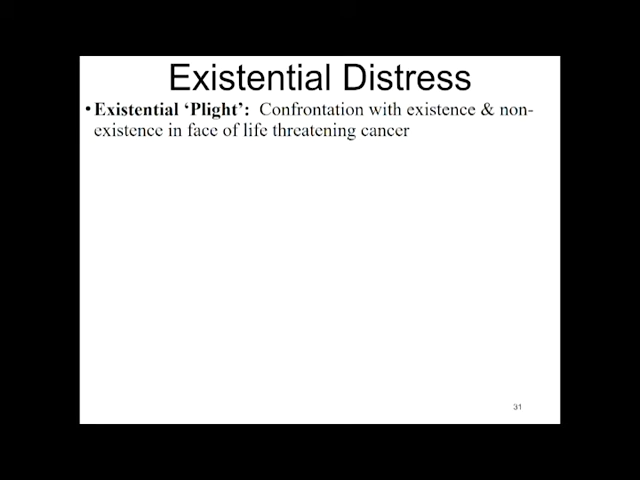 Existential Distress
• Existential ‘Plight’: Confrontation with existence & non-
existence in face of life threatening cancer
31